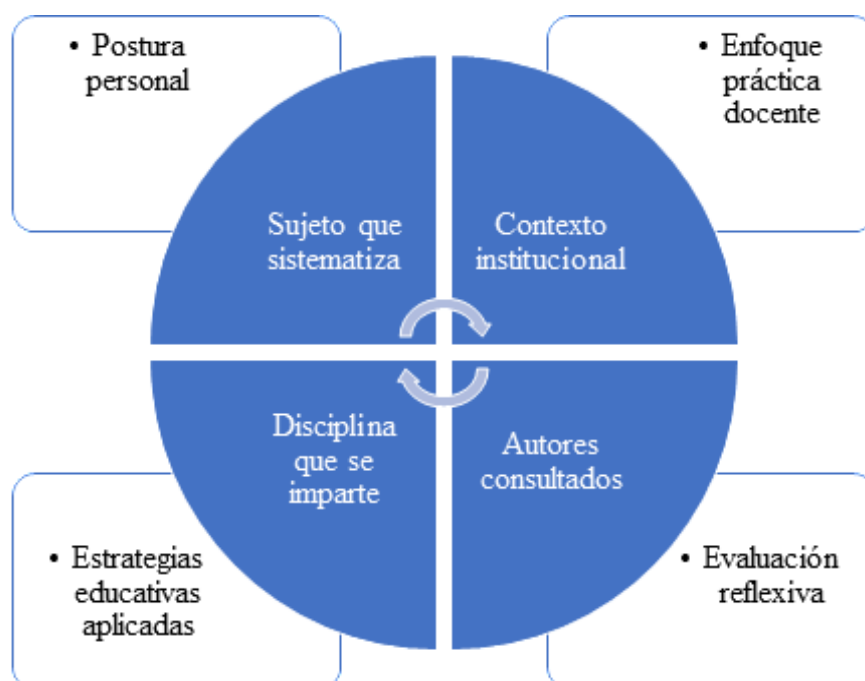 • Postura
personal
• Enfoque
práctica
docente
Sujeto que
sistematiza
Contexto
institucional
Disciplina
que se
imparte
Autores
consultados
• Estrategias
educativas
aplicadas
• Evaluación
reflexiva